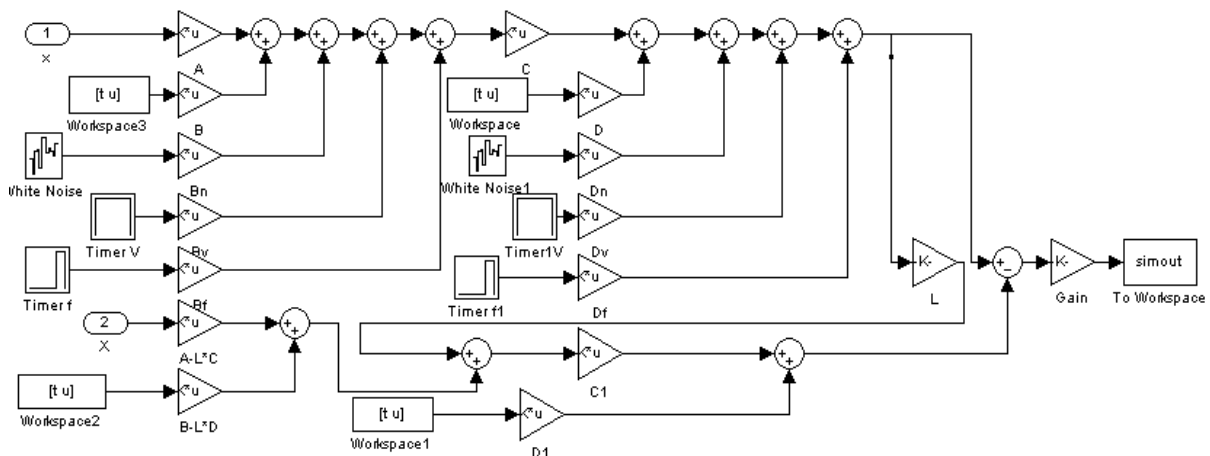 1
u
u
x
A
C
[t u]
u
[t u]
u
Workspace3
Workspace
B
D
u
u
White Noise
White Noise1
Bn
Dn
u
u
Timer V
Timer1V
Bv
Dv
u
u
K-
K-
simout
Timer f
Timer f1
L
Gain
To Workspace
Bf
Df
2
u
X
A-L*C
u
[t u]
u
C1
Workspace2
[t u]
u
B-L*D
Workspace1
D1